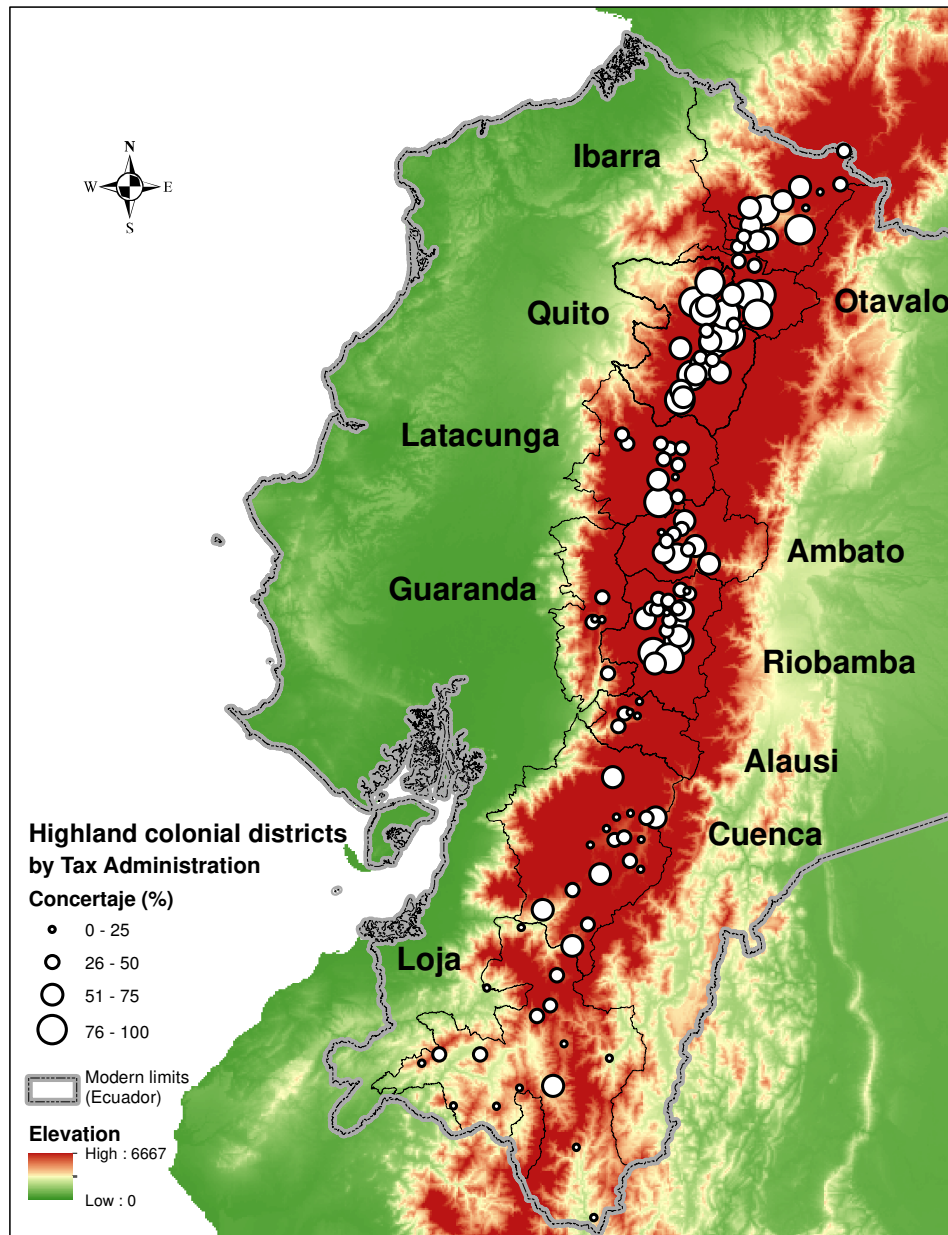 Ibarra
N
W
E
S
Otavalo
Quito
Latacunga
Ambato
Guaranda
Riobamba
Alausi
Cuenca
Loja
Highland colonial districts
by Tax Administration
Concertaje (%)
0 - 25
26 - 50
51 - 75
76 - 100
Modern limits
(Ecuador)
Elevation
High : 6667
Low : 0